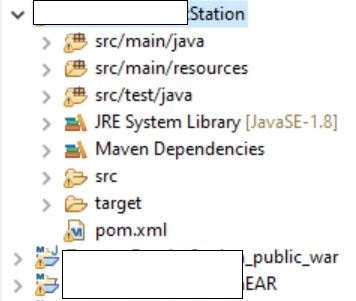 Station
src/main/java
src/main/resources
src/test/java
JRE System Library [JavaSE-1.8]
Maven Dependencies
src
target
pom.xml
_public_war
EAR